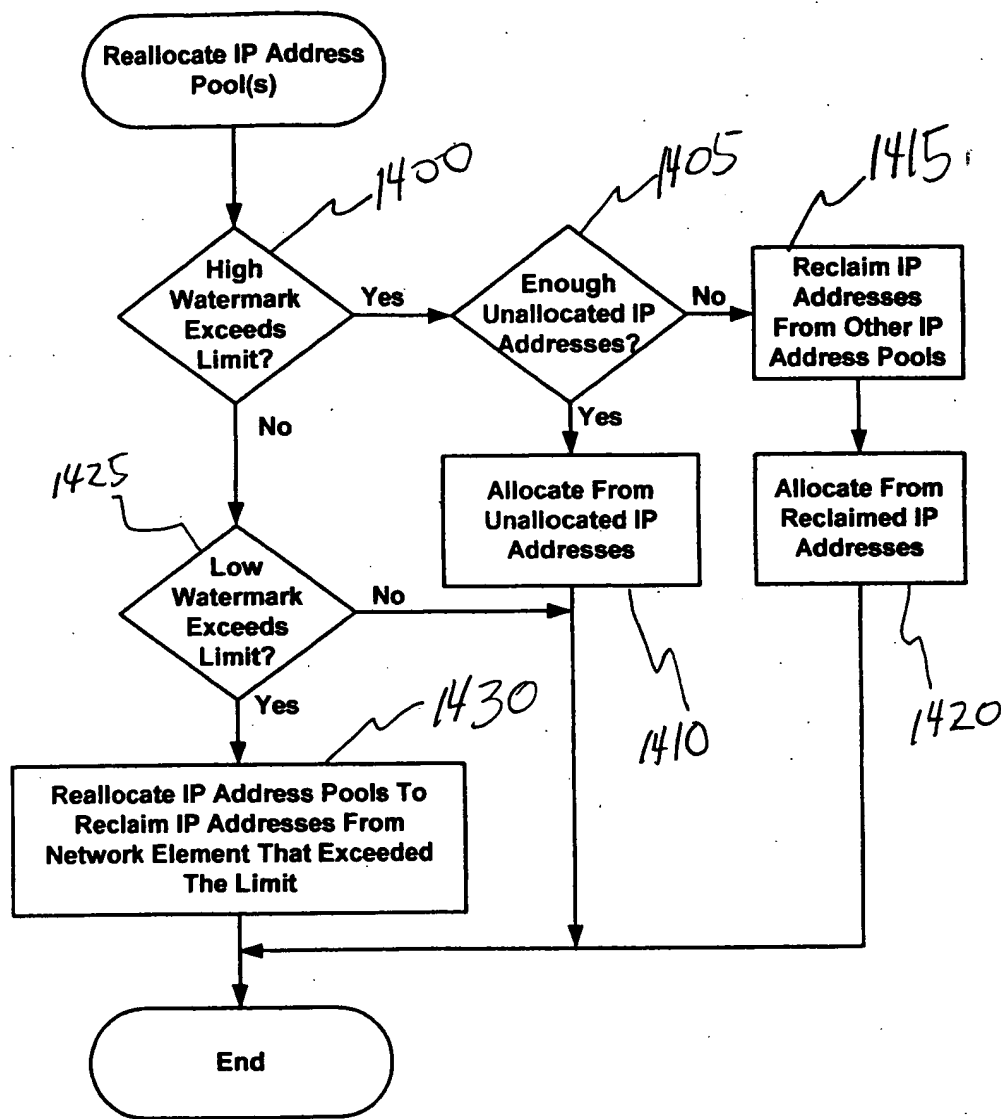 Reallocate IP Address
Pool(s)
1400
1405
1415
High
Watermark
Exceeds
Limit?
Yes
Enough
Unallocated IP
Addresses?
No
Reclaim IP
Addresses
From Other IP
Address Pools
No
Yes
1425
Allocate From
Unallocated IP
Addresses
Allocate From
Reclaimed IP
Addresses
Low
Watermark
Exceeds
Limit?
No
Yes
1430
1410
1420
Reallocate IP Address Pools To
Reclaim IP Addresses From
Network Element That Exceeded
The Limit
End